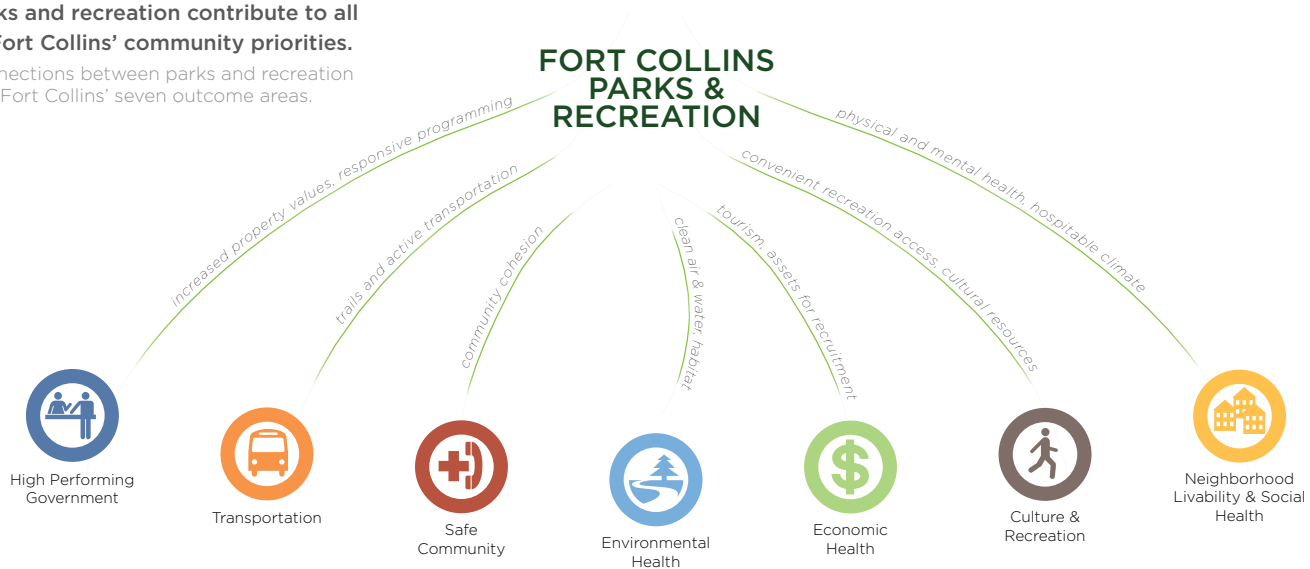 ks and recreation contribute to all
Fort Collins’ community priorities.
nections between parks and recreation
Fort Collins’ seven outcome areas.
FORT COLLINS
PARKS &
RECREATION
increased property values, responsive programming
trails and active transportation
community cohesion
clean air & water, habitat
tourism, assets for recruitment
convenient recreation access, cultural resources
physical and mental health, hospitable climate
High Performing
Government
Transportation
Safe
Community
Environmental
Health
Economic
Health
Culture &
Recreation
Neighborhood
Livability & Social
Health